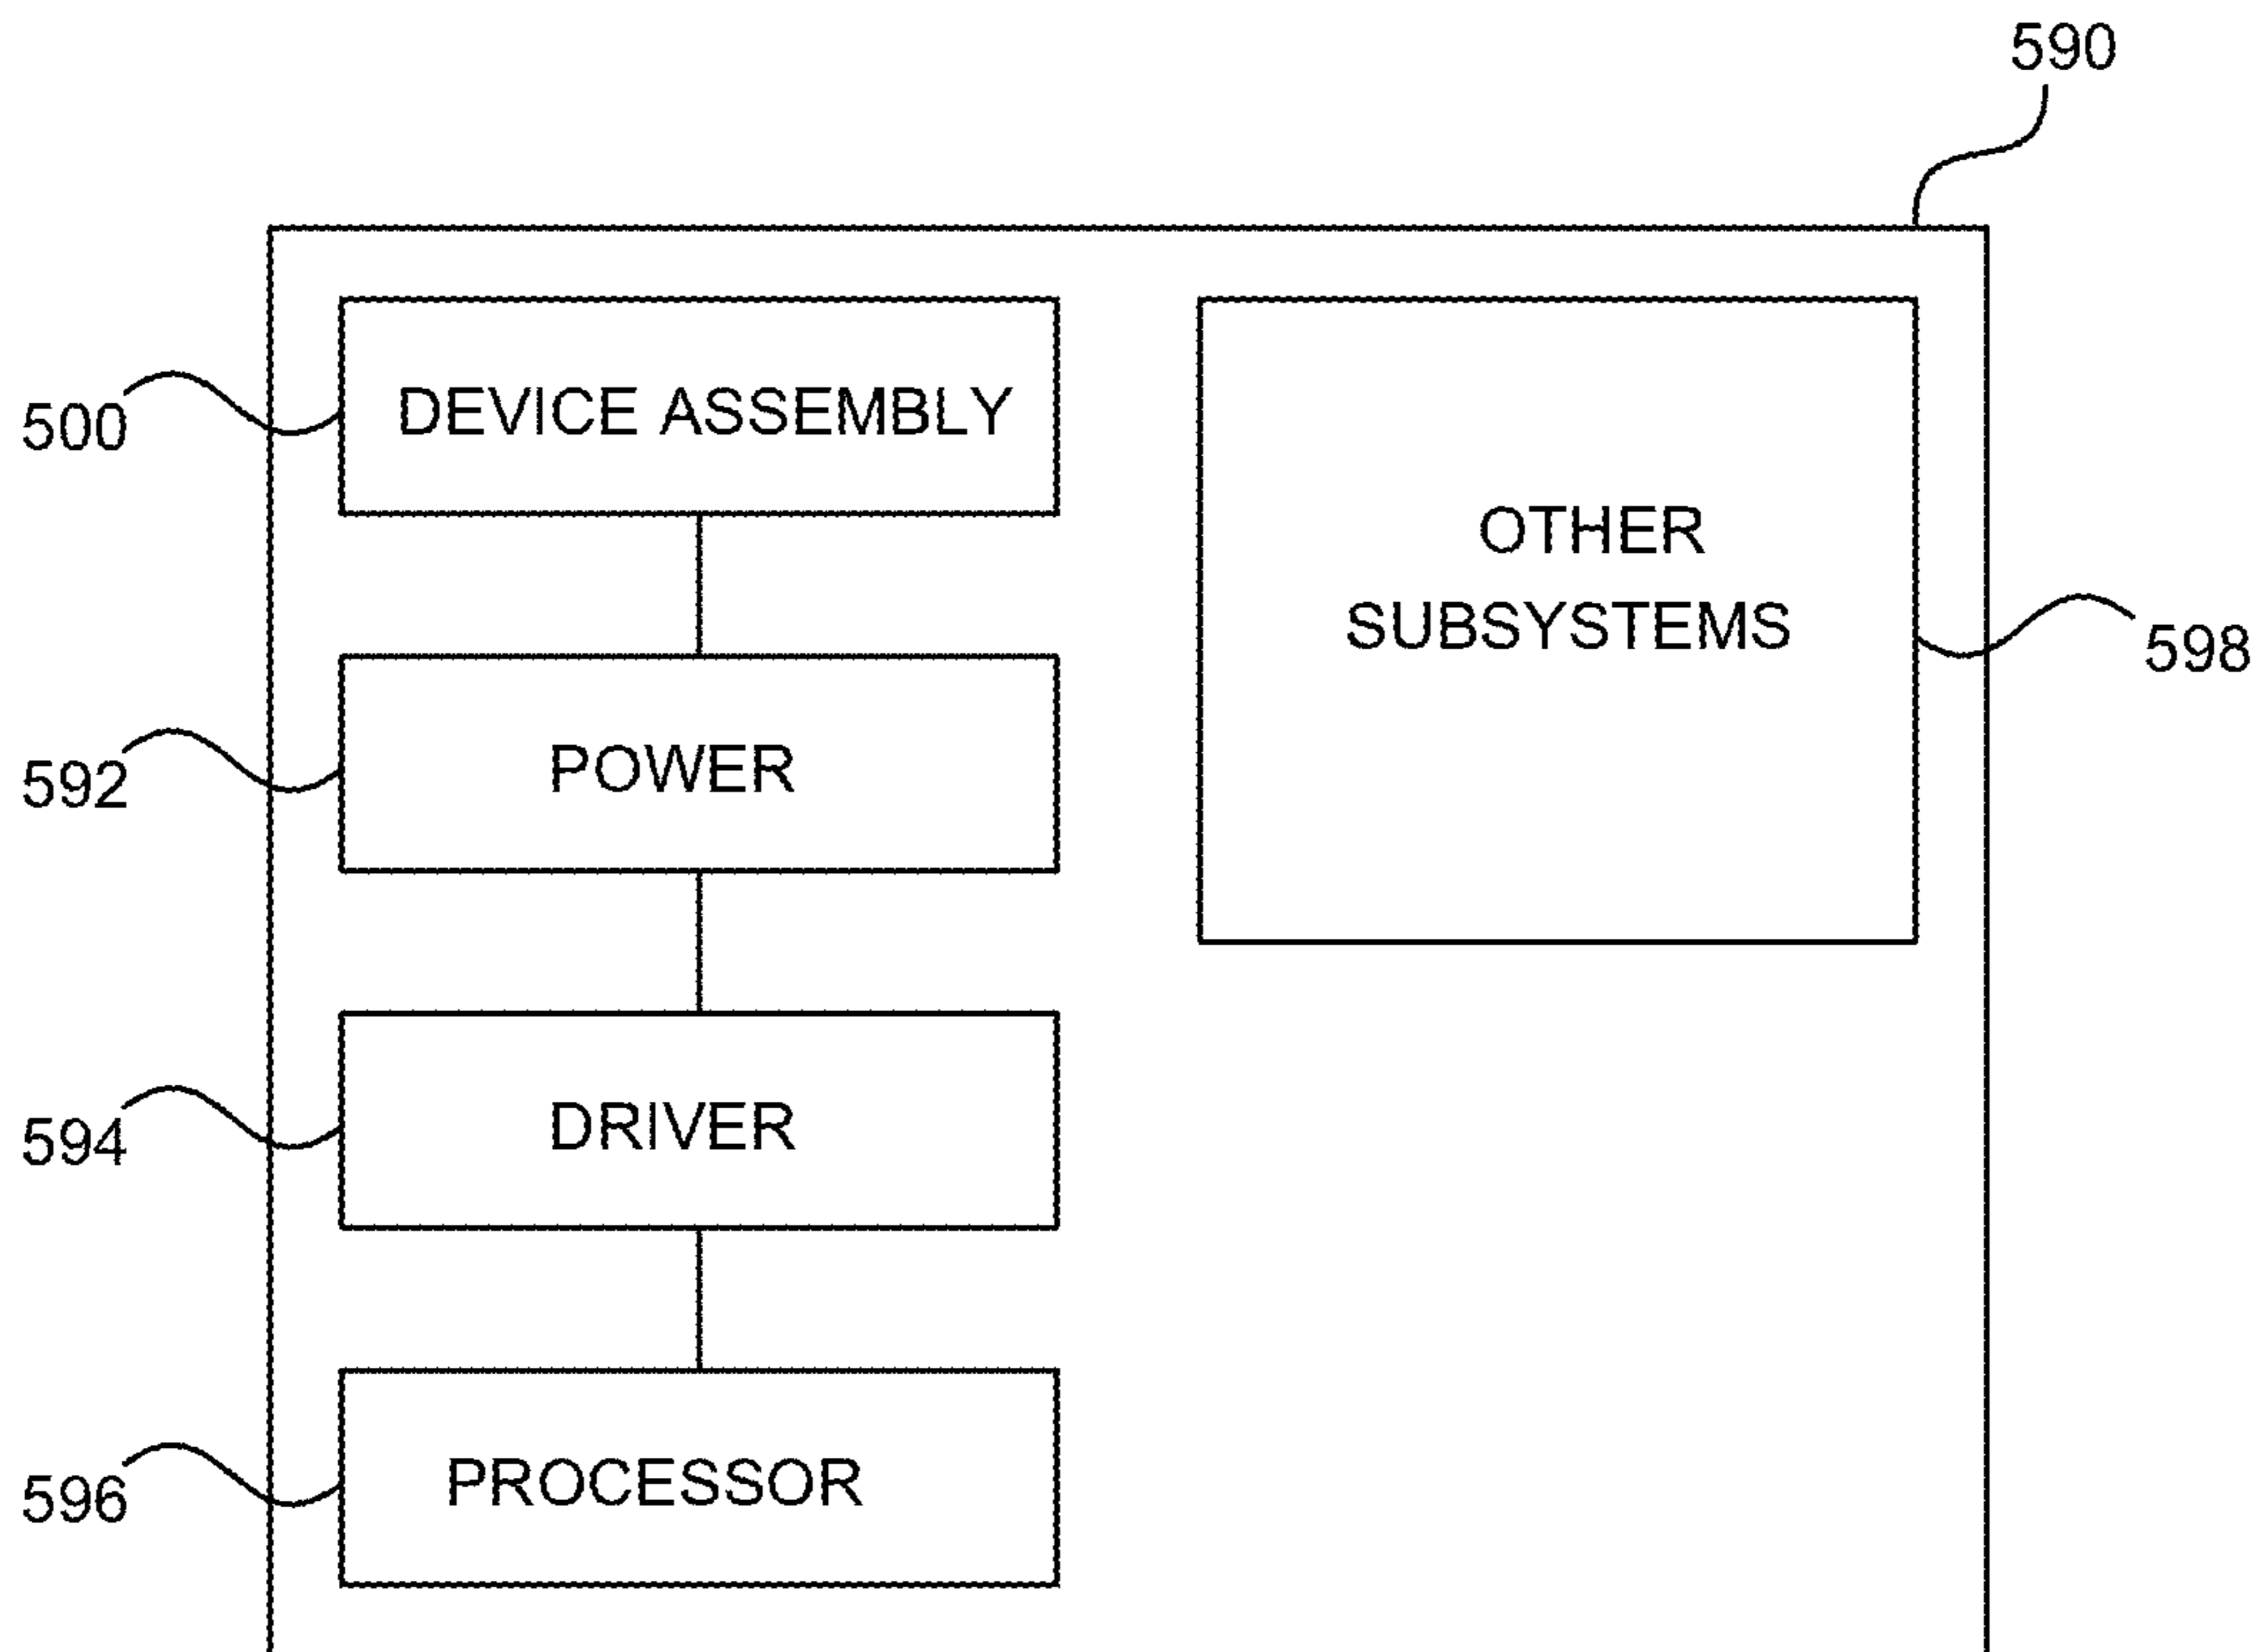 590
500
DEVICE ASSEMBLY
OTHER
SUBSYSTEMS
598
592
POWER
594
DRIVER
596
PROCESSOR